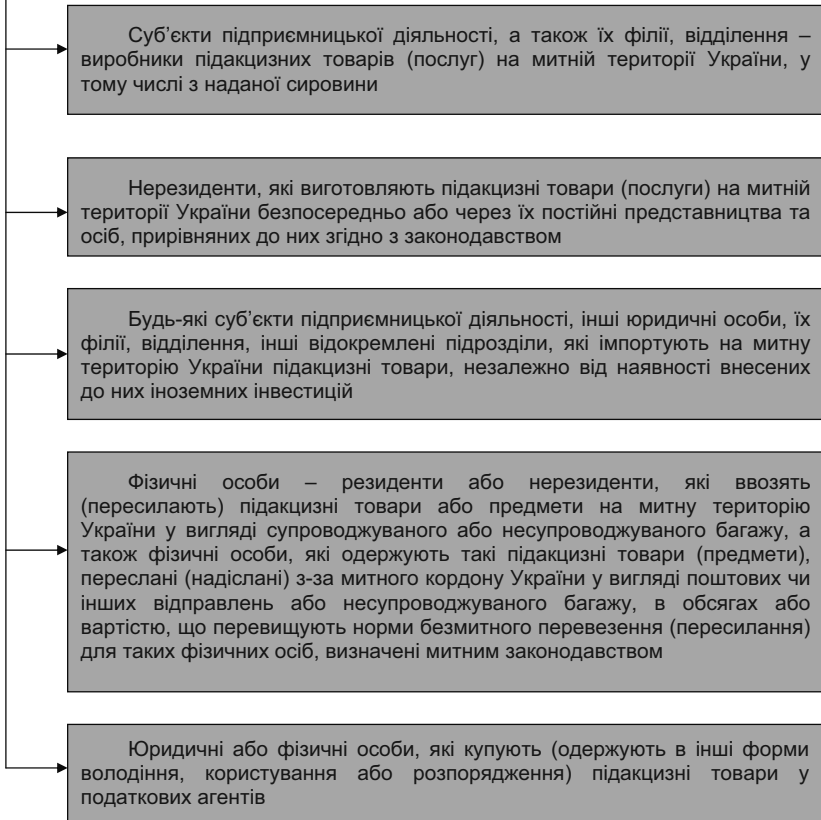 Суб’єкти підприємницької діяльності, а також їх філії, відділення –
виробники підакцизних товарів (послуг) на митній території України, у
тому числі з наданої сировини
Нерезиденти, які виготовляють підакцизні товари (послуги) на митній
території України безпосередньо або через їх постійні представництва та
осіб, прирівняних до них згідно з законодавством
Будь-які суб’єкти підприємницької діяльності, інші юридичні особи, їх
філії, відділення, інші відокремлені підрозділи, які імпортують на митну
територію України підакцизні товари, незалежно від наявності внесених
до них іноземних інвестицій
Фізичні особи – резиденти або нерезиденти, які ввозять
(пересилають) підакцизні товари або предмети на митну територію
України у вигляді супроводжуваного або несупроводжуваного багажу, а
також фізичні особи, які одержують такі підакцизні товари (предмети),
переслані (надіслані) з-за митного кордону України у вигляді поштових чи
інших відправлень або несупроводжуваного багажу, в обсягах або
вартістю, що перевищують норми безмитного перевезення (пересилання)
для таких фізичних осіб, визначені митним законодавством
Юридичні або фізичні особи, які купують (одержують в інші форми
володіння, користування або розпорядження) підакцизні товари у
податкових агентів